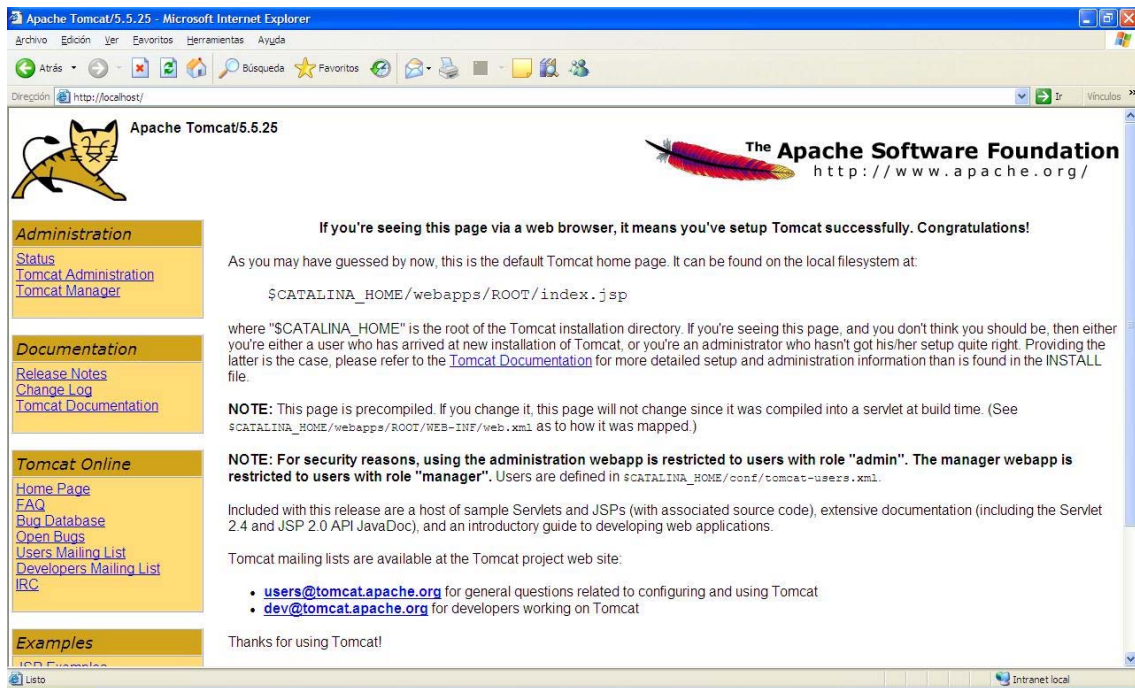 Apache Tomcat/5.5.25 - Microsoft Internet Explorer
Archivo Edición Ver Favoritos Herramientas Ayuda
Atrás Búsqueda Favoritos
Dirección http://localhost/ Ir Vínculos »
Apache Tomcat/5.5.25
The Apache Software Foundation
http://www.apache.org/
Administration
Status
Tomcat Administration
Tomcat Manager
Documentation
Release Notes
Change Log
Tomcat Documentation
Tomcat Online
Home Page
FAQ
Bug Database
Open Bugs
Users Mailing List
Developers Mailing List
IRC
Examples
JSP Examples
If you're seeing this page via a web browser, it means you've setup Tomcat successfully. Congratulations!
As you may have guessed by now, this is the default Tomcat home page. It can be found on the local filesystem at:
$CATALINA_HOME/webapps/ROOT/index.jsp
where "$CATALINA_HOME" is the root of the Tomcat installation directory. If you're seeing this page, and you don't think you should be, then either
you're either a user who has arrived at new installation of Tomcat, or you're an administrator who hasn't got his/her setup quite right. Providing the
latter is the case, please refer to the Tomcat Documentation for more detailed setup and administration information than is found in the INSTALL
file.
NOTE: This page is precompiled. If you change it, this page will not change since it was compiled into a servlet at build time. (See
$CATALINA_HOME/webapps/ROOT/WEB-INF/web.xml as to how it was mapped.)
NOTE: For security reasons, using the administration webapp is restricted to users with role "admin". The manager webapp is
restricted to users with role "manager". Users are defined in $CATALINA_HOME/conf/tomcat-users.xml.
Included with this release are a host of sample Servlets and JSPs (with associated source code), extensive documentation (including the Servlet
2.4 and JSP 2.0 API JavaDoc), and an introductory guide to developing web applications.
Tomcat mailing lists are available at the Tomcat project web site:
• users@tomcat.apache.org for general questions related to configuring and using Tomcat
• dev@tomcat.apache.org for developers working on Tomcat
Thanks for using Tomcat!
Listo Intranet local